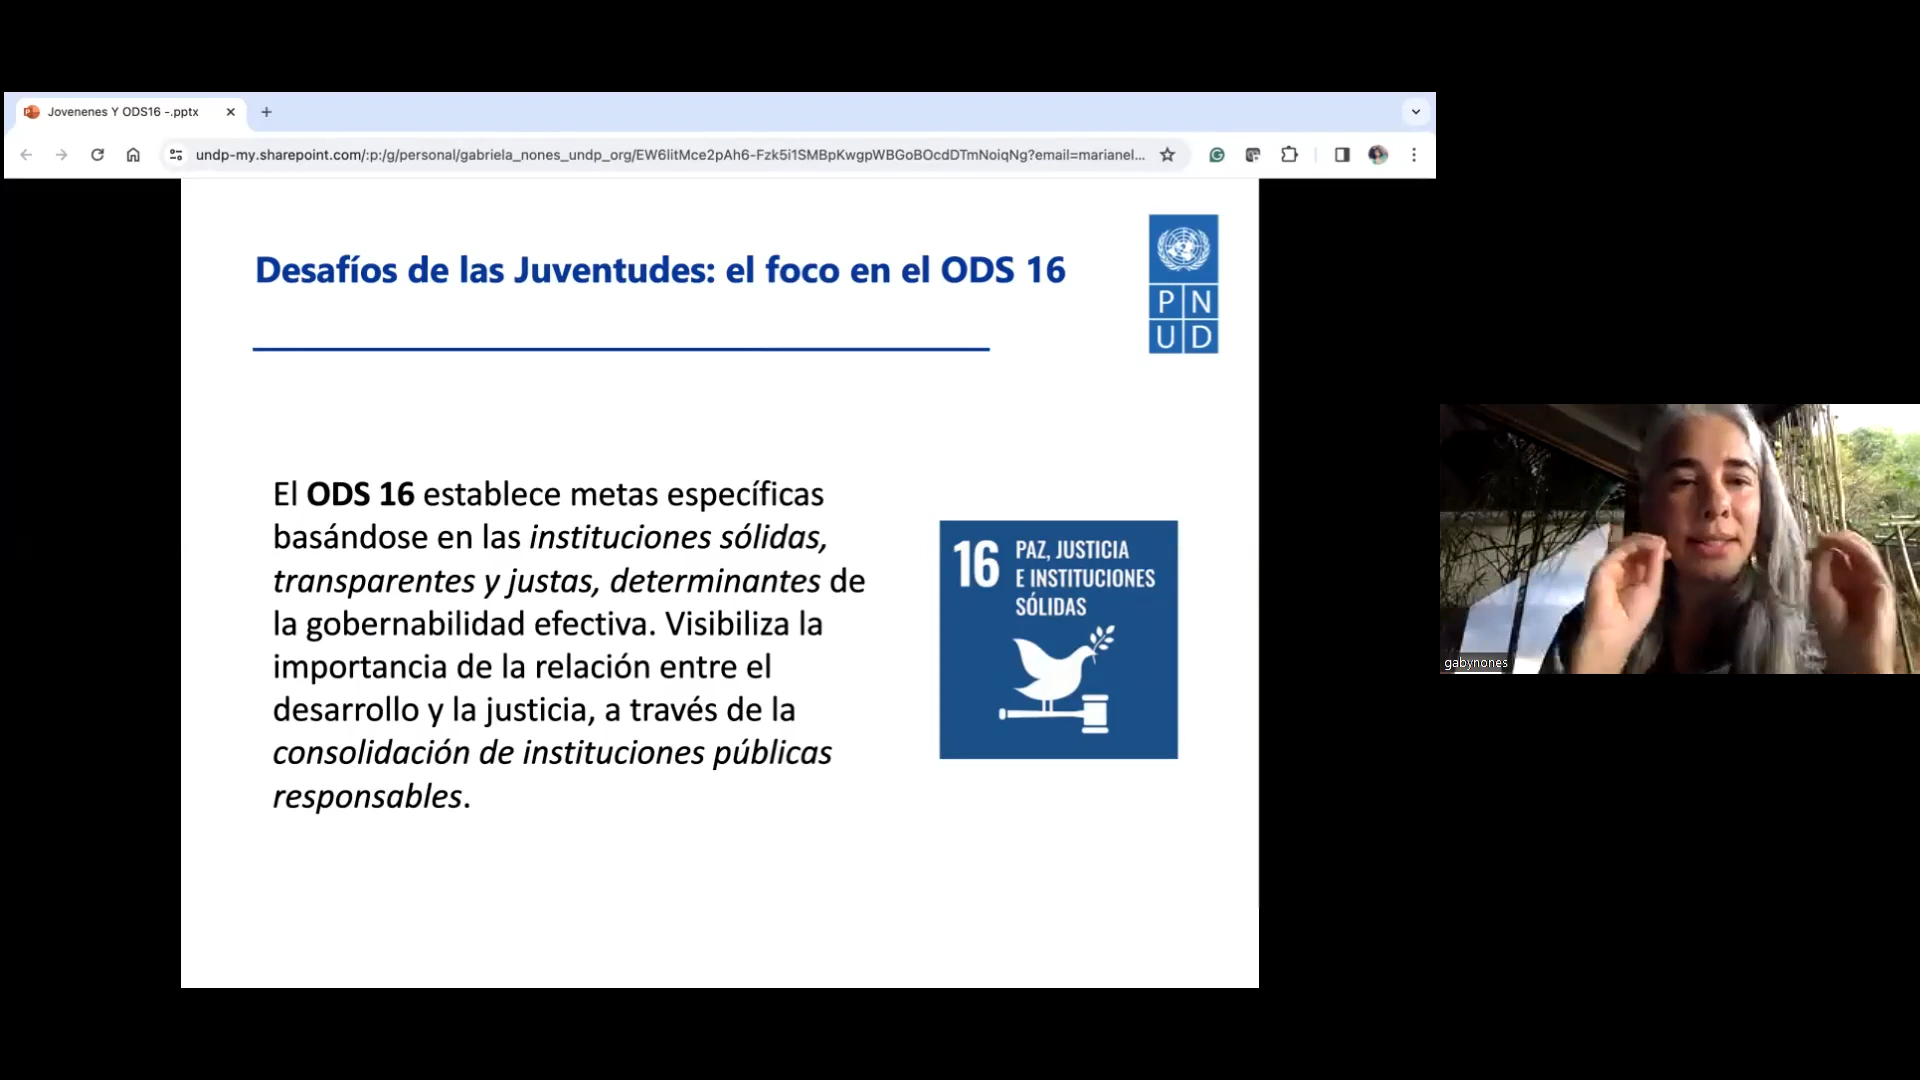 Jovenenes Y ODS16 -.pptx
undp-my.sharepoint.com/:p:/g/personal/gabriela_nones_undp_org/EW6litMce2pAh6-Fzk5i1SMBpKwgpWBGoBOcdDTmNoiqNg?email=marianel...
Desafíos de las Juventudes: el foco en el ODS 16
P N
U D
El ODS 16 establece metas específicas
basándose en las instituciones sólidas,
transparentes y justas, determinantes de
la gobernabilidad efectiva. Visibiliza la
importancia de la relación entre el
desarrollo y la justicia, a través de la
consolidación de instituciones públicas
responsables.
16 PAZ, JUSTICIA
E INSTITUCIONES
SÓLIDAS
gabynones